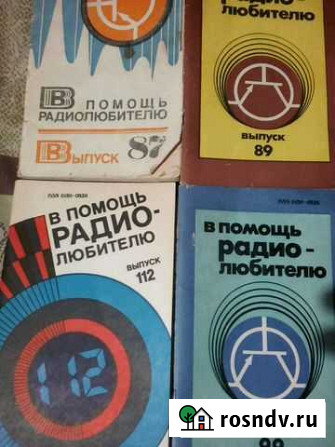 В ПОМОЩЬ
РАДИОЛЮБИТЕЛЮ
Выпуск 87
радио-
любителю
выпуск
89
В ПОМОЩЬ
РАДИО-
ЛЮБИТЕЛЮ
ВЫПУСК
112
112
в помощь
радио-
любителю
rosndv.ru